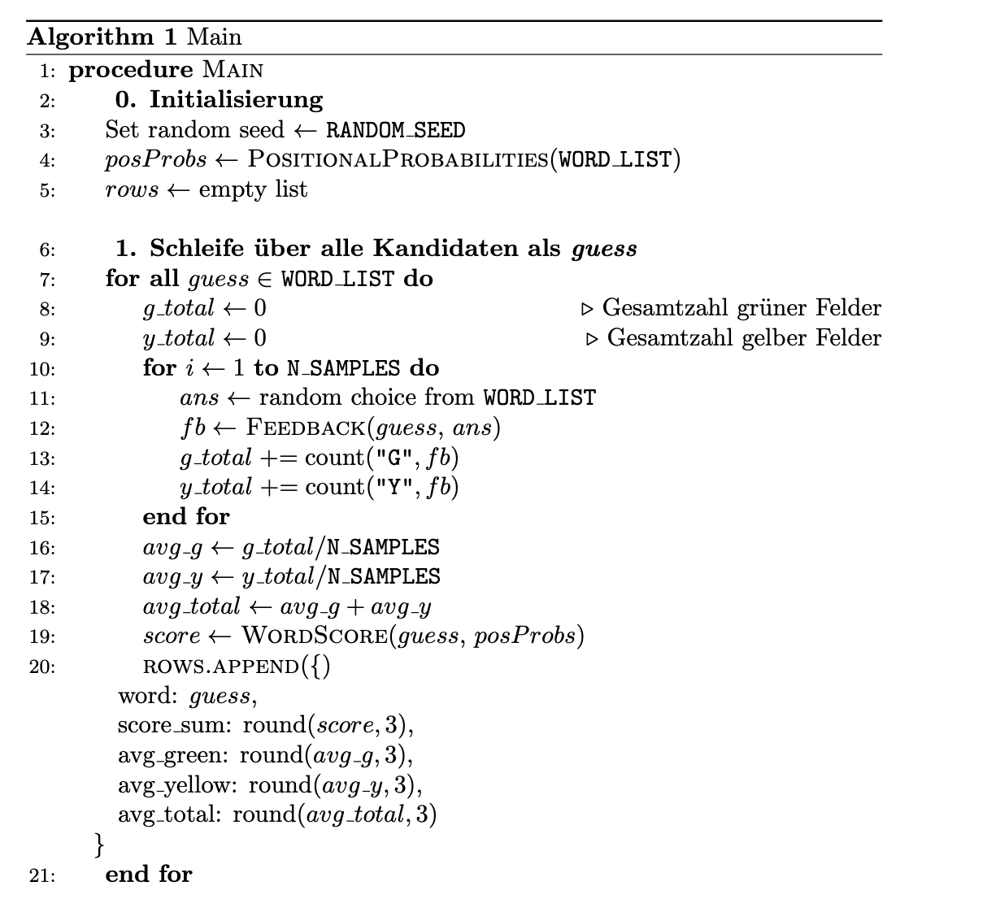 Algorithm 1 Main
1: procedure MAIN
2: 0. Initialisierung
3: Set random seed ← RANDOM_SEED
4: posProbs ← POSITIONALPROBABILITIES(WORD_LIST)
5: rows ← empty list
6: 1. Schleife über alle Kandidaten als guess
7: for all guess ∈ WORD_LIST do
8: g_total ← 0 ▷ Gesamtzahl grüner Felder
9: y_total ← 0 ▷ Gesamtzahl gelber Felder
10: for i ← 1 to N_SAMPLES do
11: ans ← random choice from WORD_LIST
12: fb ← FEEDBACK(guess, ans)
13: g_total += count("G", fb)
14: y_total += count("Y", fb)
15: end for
16: avg_g ← g_total/N_SAMPLES
17: avg_y ← y_total/N_SAMPLES
18: avg_total ← avg_g + avg_y
19: score ← WORDSCORE(guess, posProbs)
20: ROWS.APPEND({)
word: guess,
score_sum: round(score, 3),
avg_green: round(avg_g, 3),
avg_yellow: round(avg_y, 3),
avg_total: round(avg_total, 3)
}
21: end for